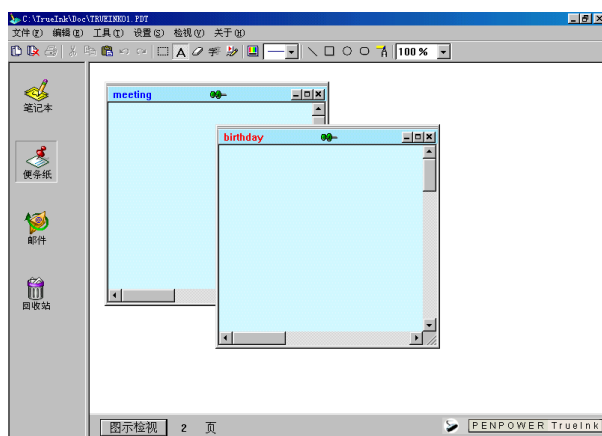 C:\TrueInk\Doc\TRUEINK01.PDT
文件(F) 编辑(E) 工具(T) 设置(S) 检视(V) 关于(H)
A 100 %
笔记本
便条纸
邮件
回收站
meeting
birthday
图示检视 2 页
PENPOWER TrueInk